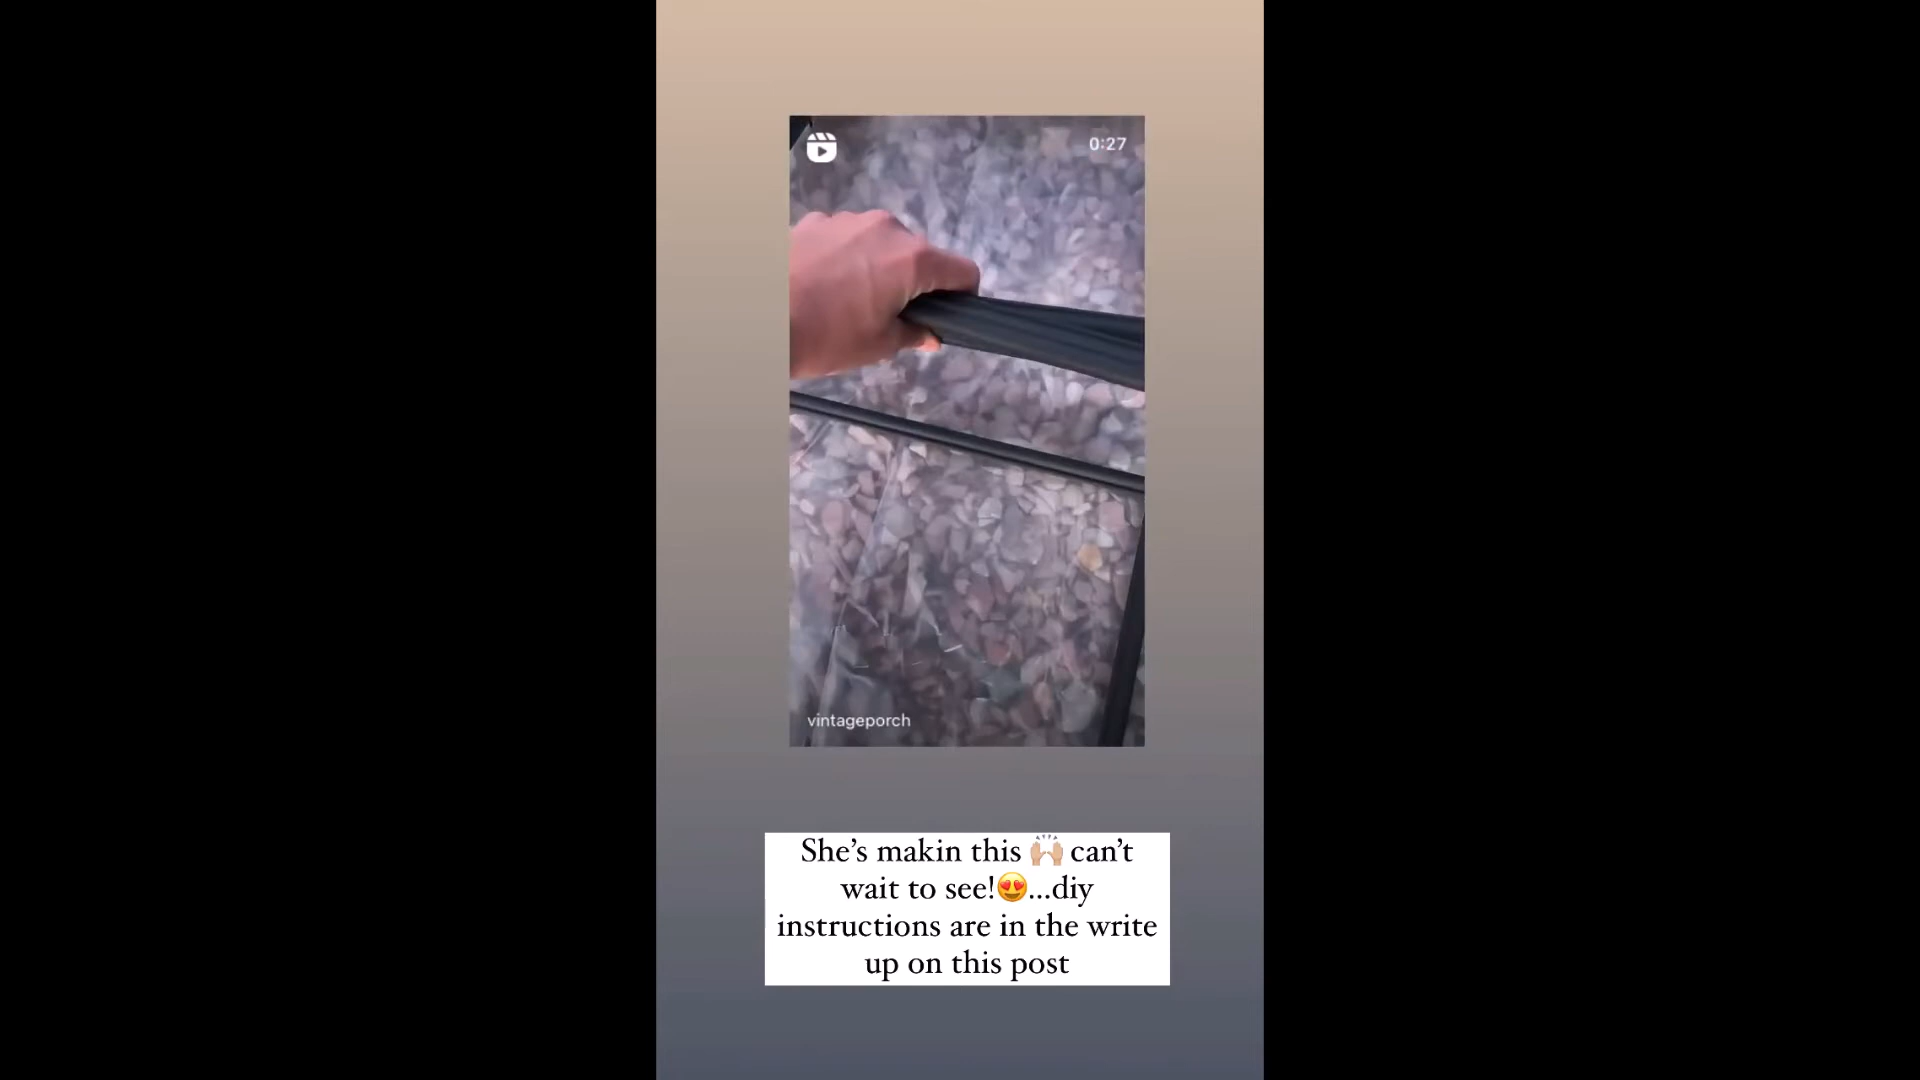 0:27
vintageporch
She’s makin this 🙌🏼 can’t
wait to see!😍...diy
instructions are in the write
up on this post